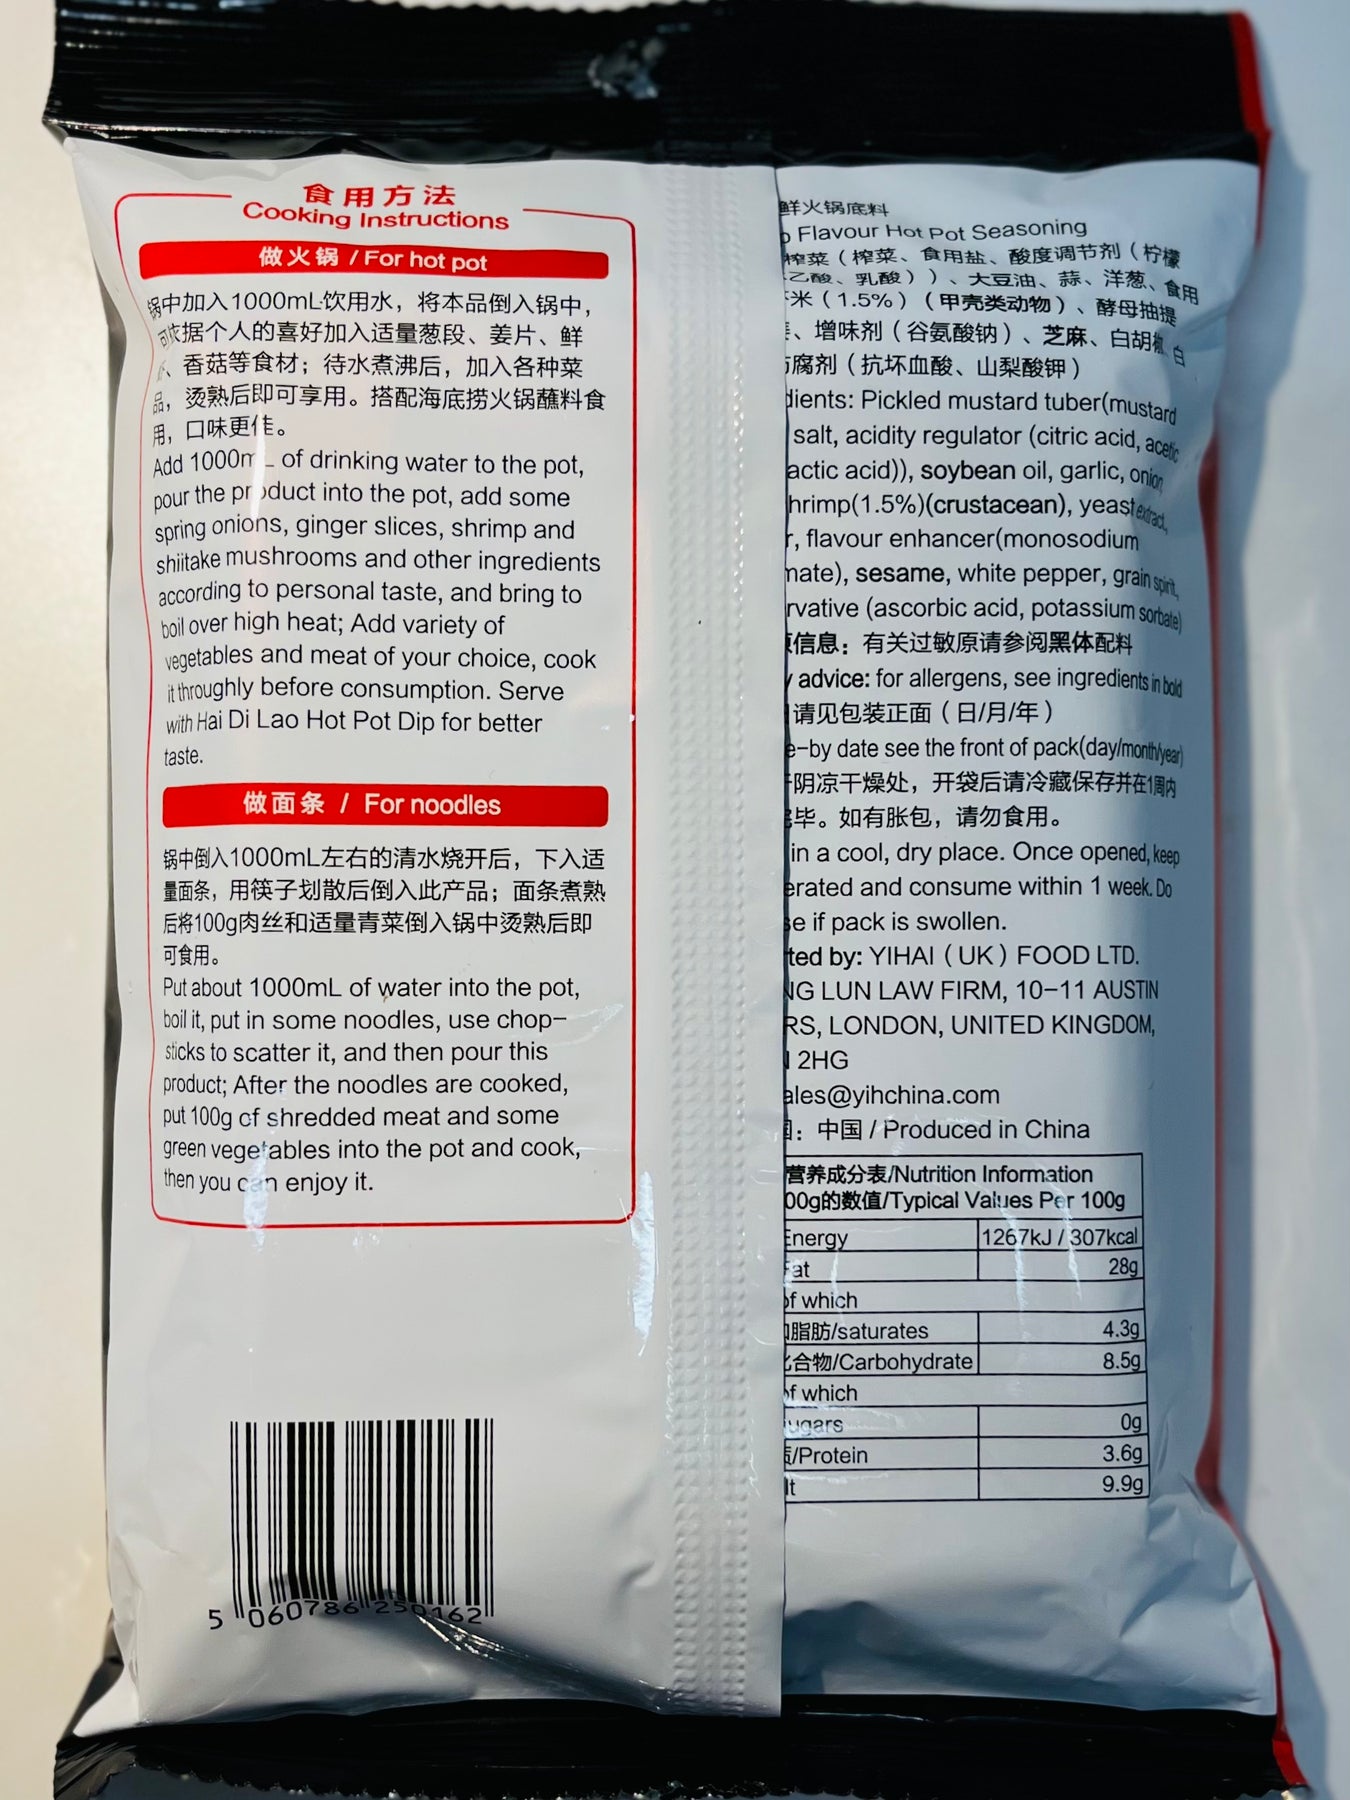 食用方法
Cooking Instructions
做火锅 / For hot pot
锅中加入1000mL饮用水，将本品倒入锅中，
可依据个人的喜好加入适量葱段、姜片、鲜
、香菇等食材；待水煮沸后，加入各种菜
品，烫熟后即可享用。搭配海底捞火锅蘸料食
用，口味更佳。
Add 1000m of drinking water to the pot,
pour the product into the pot, add some
spring onions, ginger slices, shrimp and
shiitake mushrooms and other ingredients
according to personal taste, and bring to
boil over high heat; Add variety of
vegetables and meat of your choice, cook
it throughly before consumption. Serve
with Hai Di Lao Hot Pot Dip for better
taste.
做面条 / For noodles
锅中倒入1000mL左右的清水烧开后，下入适
量面条，用筷子划散后倒入此产品；面条煮熟
后将100g肉丝和适量青菜倒入锅中烫熟后即
可食用。
Put about 1000mL of water into the pot,
boil it, put in some noodles, use chop-
sticks to scatter it, and then pour this
product; After the noodles are cooked,
put 100g of shredded meat and some
green vegetables into the pot and cook,
then you can enjoy it.
5 060786 250162
鲜火锅底料
Flavour Hot Pot Seasoning
榨菜（榨菜、食用盐、酸度调节剂（柠檬
乙酸、乳酸））、大豆油、蒜、洋葱、食用
米（1.5%）（甲壳类动物）、酵母抽提
、增味剂（谷氨酸钠）、芝麻、白胡椒、白
腐剂（抗坏血酸、山梨酸钾）
dients: Pickled mustard tuber(mustard
salt, acidity regulator (citric acid, acetic
actic acid)), soybean oil, garlic, onion,
hrimp(1.5%)(crustacean), yeast extract,
r, flavour enhancer(monosodium
mate), sesame, white pepper, grain spirit,
rvative (ascorbic acid, potassium sorbate)
信息：有关过敏原请参阅黑体配料
y advice: for allergens, see ingredients in bold
请见包装正面（日/月/年）
e-by date see the front of pack(day/month/year)
阴凉干燥处，开袋后请冷藏保存并在1周内
毕。如有胀包，请勿食用。
in a cool, dry place. Once opened, keep
erated and consume within 1 week. Do
se if pack is swollen.
ted by: YIHAI（UK）FOOD LTD.
NG LUN LAW FIRM, 10-11 AUSTIN
RS, LONDON, UNITED KINGDOM,
2HG
ales@yihchina.com
：中国 / Produced in China
营养成分表/Nutrition Information
00g的数值/Typical Values Per 100g
Energy 1267kJ / 307kcal
Fat 28g
of which
脂肪/saturates 4.3g
合物/Carbohydrate 8.5g
of which
ugars 0g
/Protein 3.6g
lt 9.9g